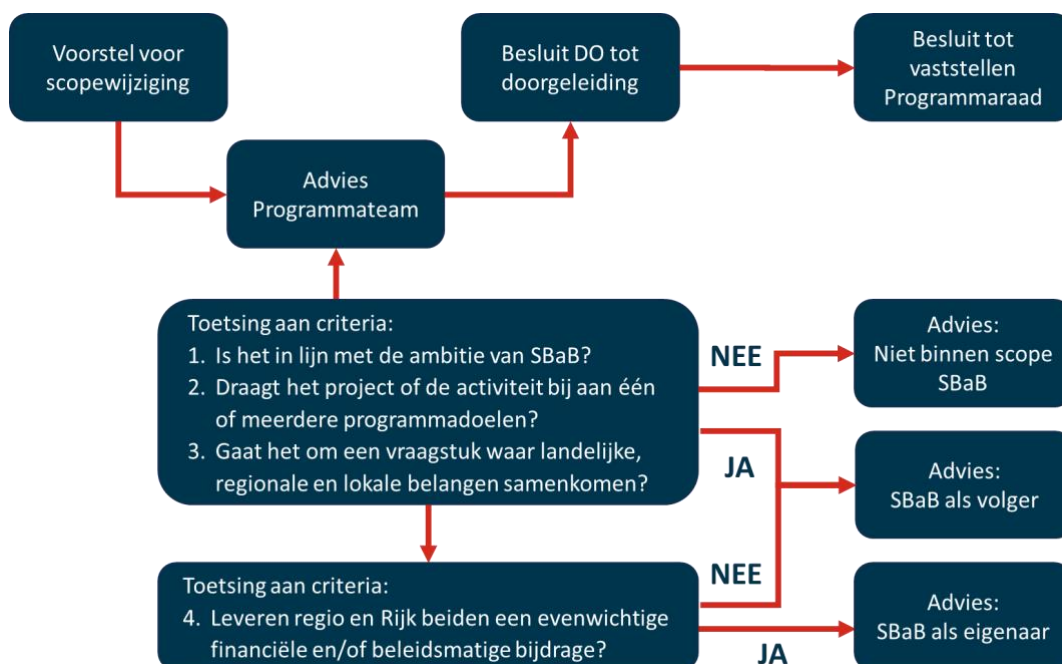 Voorstel voor
scopewijziging
Besluit DO tot
doorgeleiding
Besluit tot
vaststellen
Programmaraad
Advies
Programmateam
Toetsing aan criteria:
1. Is het in lijn met de ambitie van SBaB?
2. Draagt het project of de activiteit bij aan één
of meerdere programmadoelen?
3. Gaat het om een vraagstuk waar landelijke,
regionale en lokale belangen samenkomen?
NEE
Advies:
Niet binnen scope
SBaB
JA
Advies:
SBaB als volger
Toetsing aan criteria:
4. Leveren regio en Rijk beiden een evenwichtige
financiële en/of beleidsmatige bijdrage?
NEE
JA
Advies:
SBaB als eigenaar